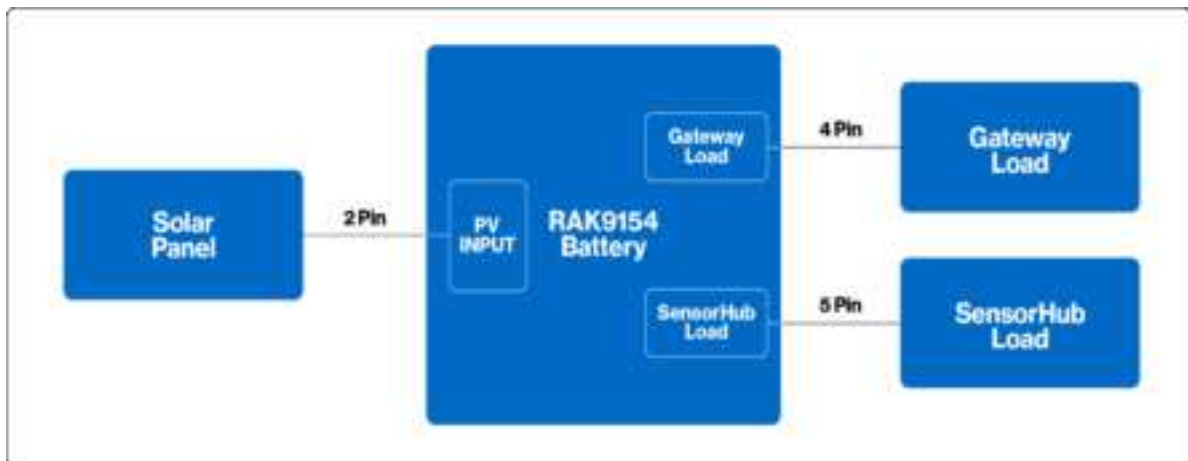 Solar
Panel
2 Pin
PV
INPUT
RAK9154
Battery
Gateway
Load
4 Pin
Gateway
Load
SensorHub
Load
5 Pin
SensorHub
Load